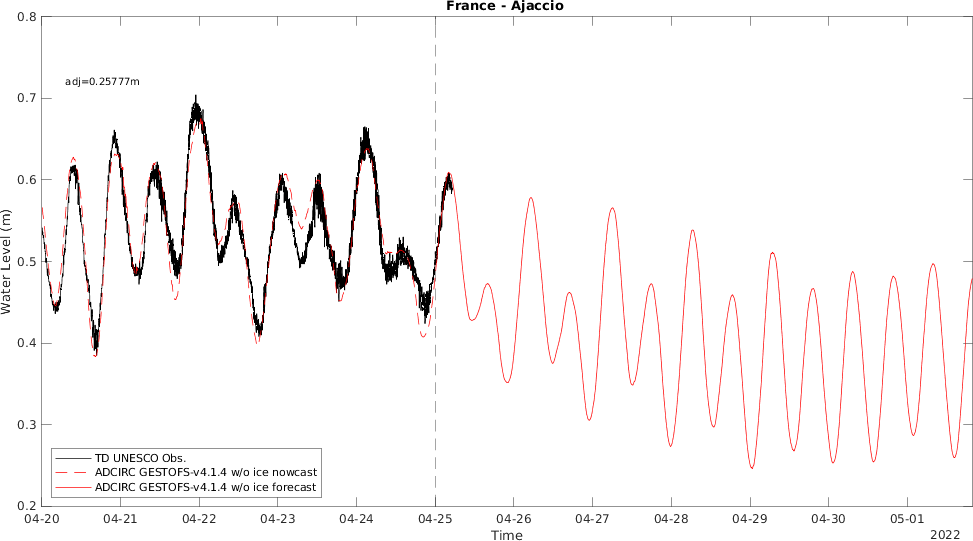 France - Ajaccio
0.8
0.7
0.6
0.5
0.4
0.3
0.2
Water Level (m)
adj=0.25777m
TD UNESCO Obs.
ADCIRC GESTOFS-v4.1.4 w/o ice nowcast
ADCIRC GESTOFS-v4.1.4 w/o ice forecast
04-20 04-21 04-22 04-23 04-24 04-25 04-26 04-27 04-28 04-29 04-30 05-01
Time
2022